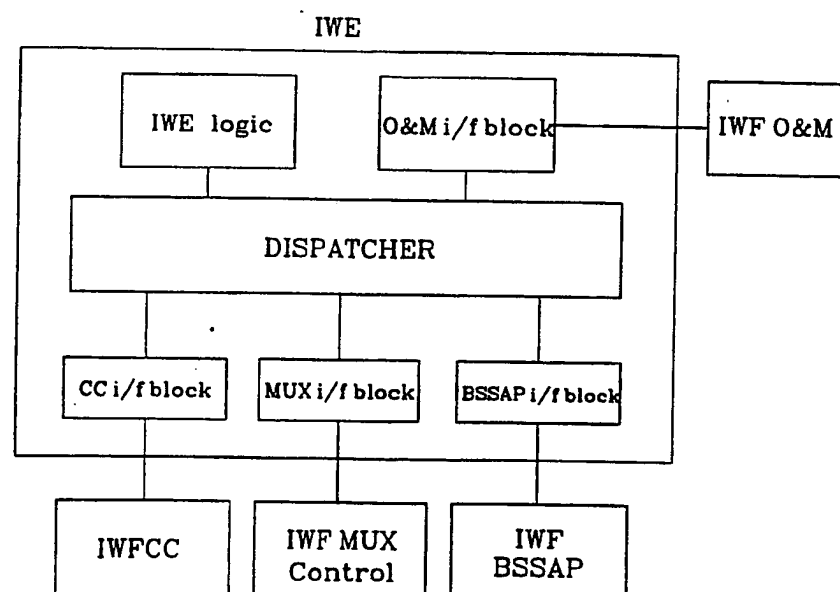 IWE
IWE logic
O&M i/f block
IWF O&M
DISPATCHER
CC i/f block
MUX i/f block
BSSAP i/f block
IWFCC
IWF MUX
Control
IWF
BSSAP